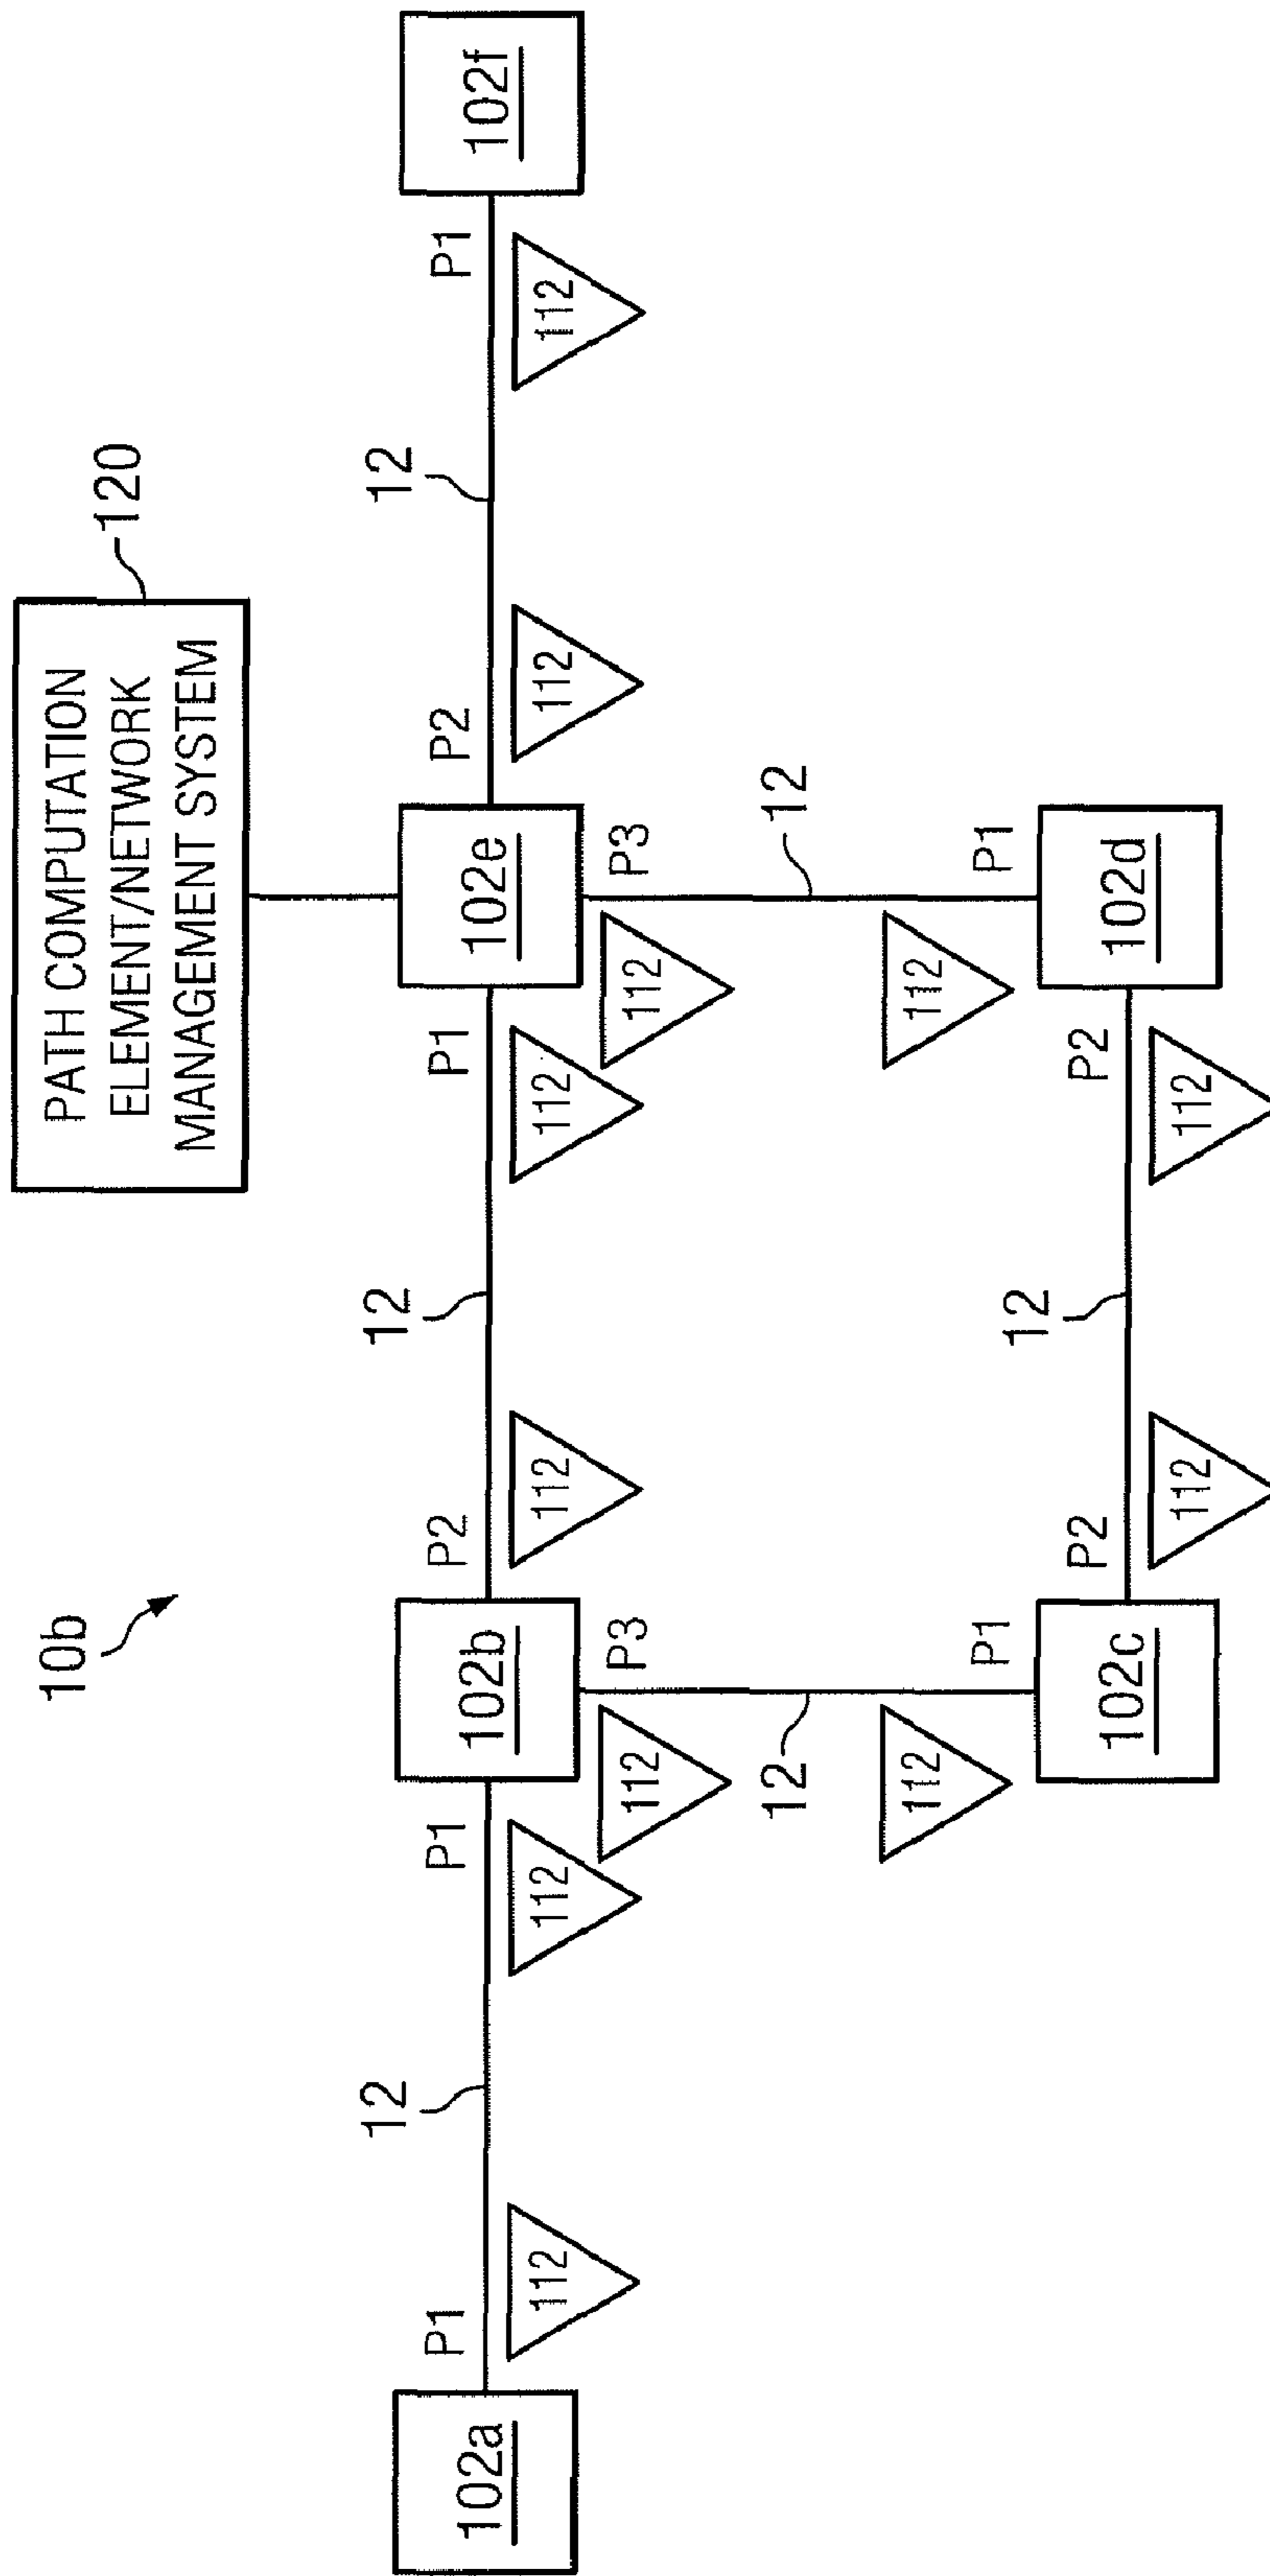 10b
PATH COMPUTATION
ELEMENT/NETWORK
MANAGEMENT SYSTEM
120
12
12
12
P1
P1
P2
P1
P2
P1
102a
102b
102e
102f
112
112
112
112
112
112
112
P3
112
P3
12
12
112
P1
112
P1
12
P2
P2
102c
102d
112
112